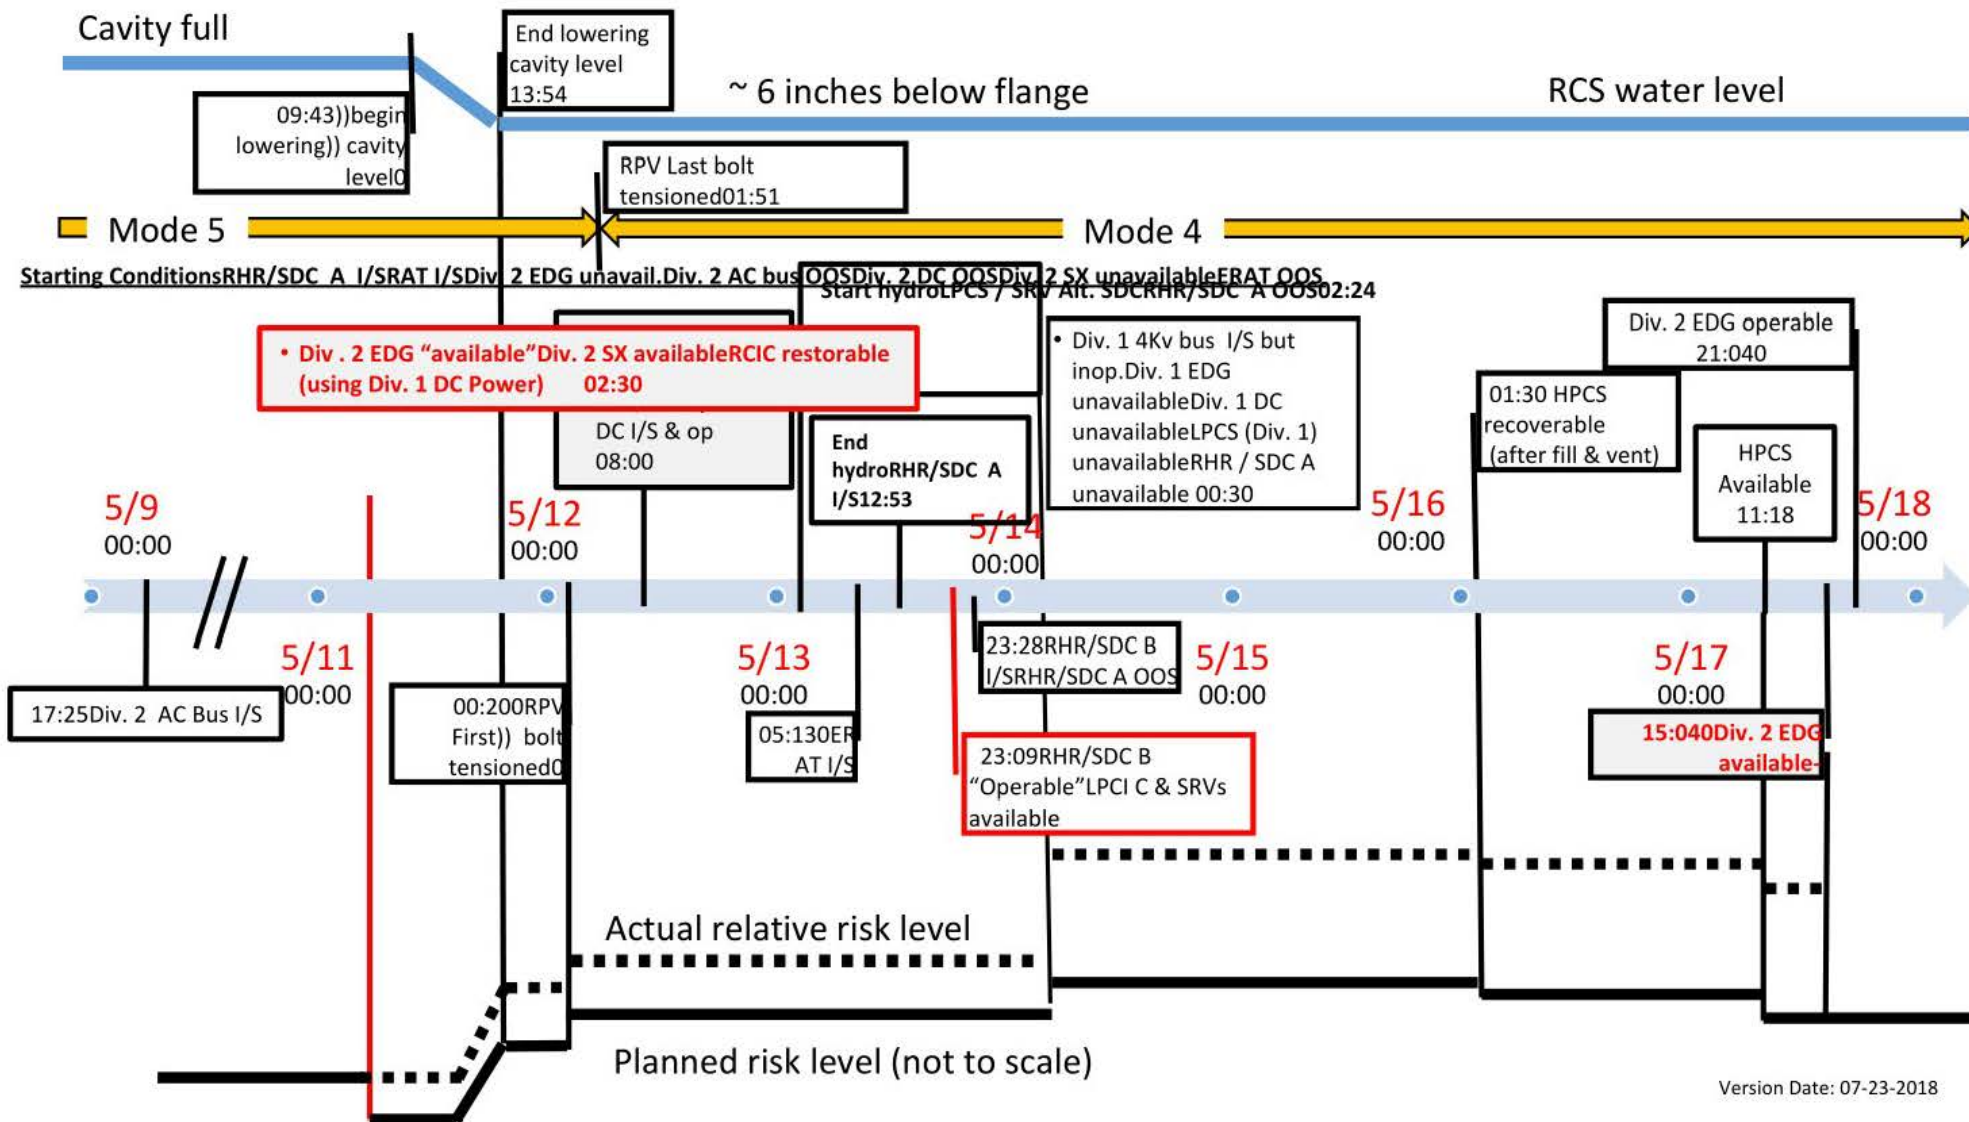 Cavity full
End lowering
cavity level
13:54
~ 6 inches below flange
RCS water level
09:43))begin
lowering)) cavity
level0
RPV Last bolt
tensioned01:51
Mode 5
Mode 4
Starting ConditionsRHR/SDC A I/SRAT I/SDiv. 2 EDG unavail.Div. 2 AC bus OOSDiv. 2 DC OOSDiv. 2 SX unavailableERAT OOS
Start hydroLPCS / SRV Alt. SDCRHR/SDC A OOS02:24
• Div . 2 EDG “available”Div. 2 SX availableRCIC restorable
(using Div. 1 DC Power) 02:30
DC I/S & op
08:00
End
hydroRHR/SDC A
I/S12:53
• Div. 1 4Kv bus I/S but
inop.Div. 1 EDG
unavailableDiv. 1 DC
unavailableLPCS (Div. 1)
unavailableRHR / SDC A
unavailable 00:30
Div. 2 EDG operable
21:040
01:30 HPCS
recoverable
(after fill & vent)
HPCS
Available
11:18
5/9
00:00
5/12
00:00
5/14
00:00
5/16
00:00
5/18
00:00
5/11
00:00
5/13
00:00
5/15
00:00
5/17
00:00
17:25Div. 2 AC Bus I/S
00:200RPV
First)) bolt
tensioned0
05:130ER
AT I/S
23:28RHR/SDC B
I/SRHR/SDC A OOS
23:09RHR/SDC B
“Operable”LPCI C & SRVs
available
15:040Div. 2 EDG
available-
Actual relative risk level
Planned risk level (not to scale)
Version Date: 07-23-2018